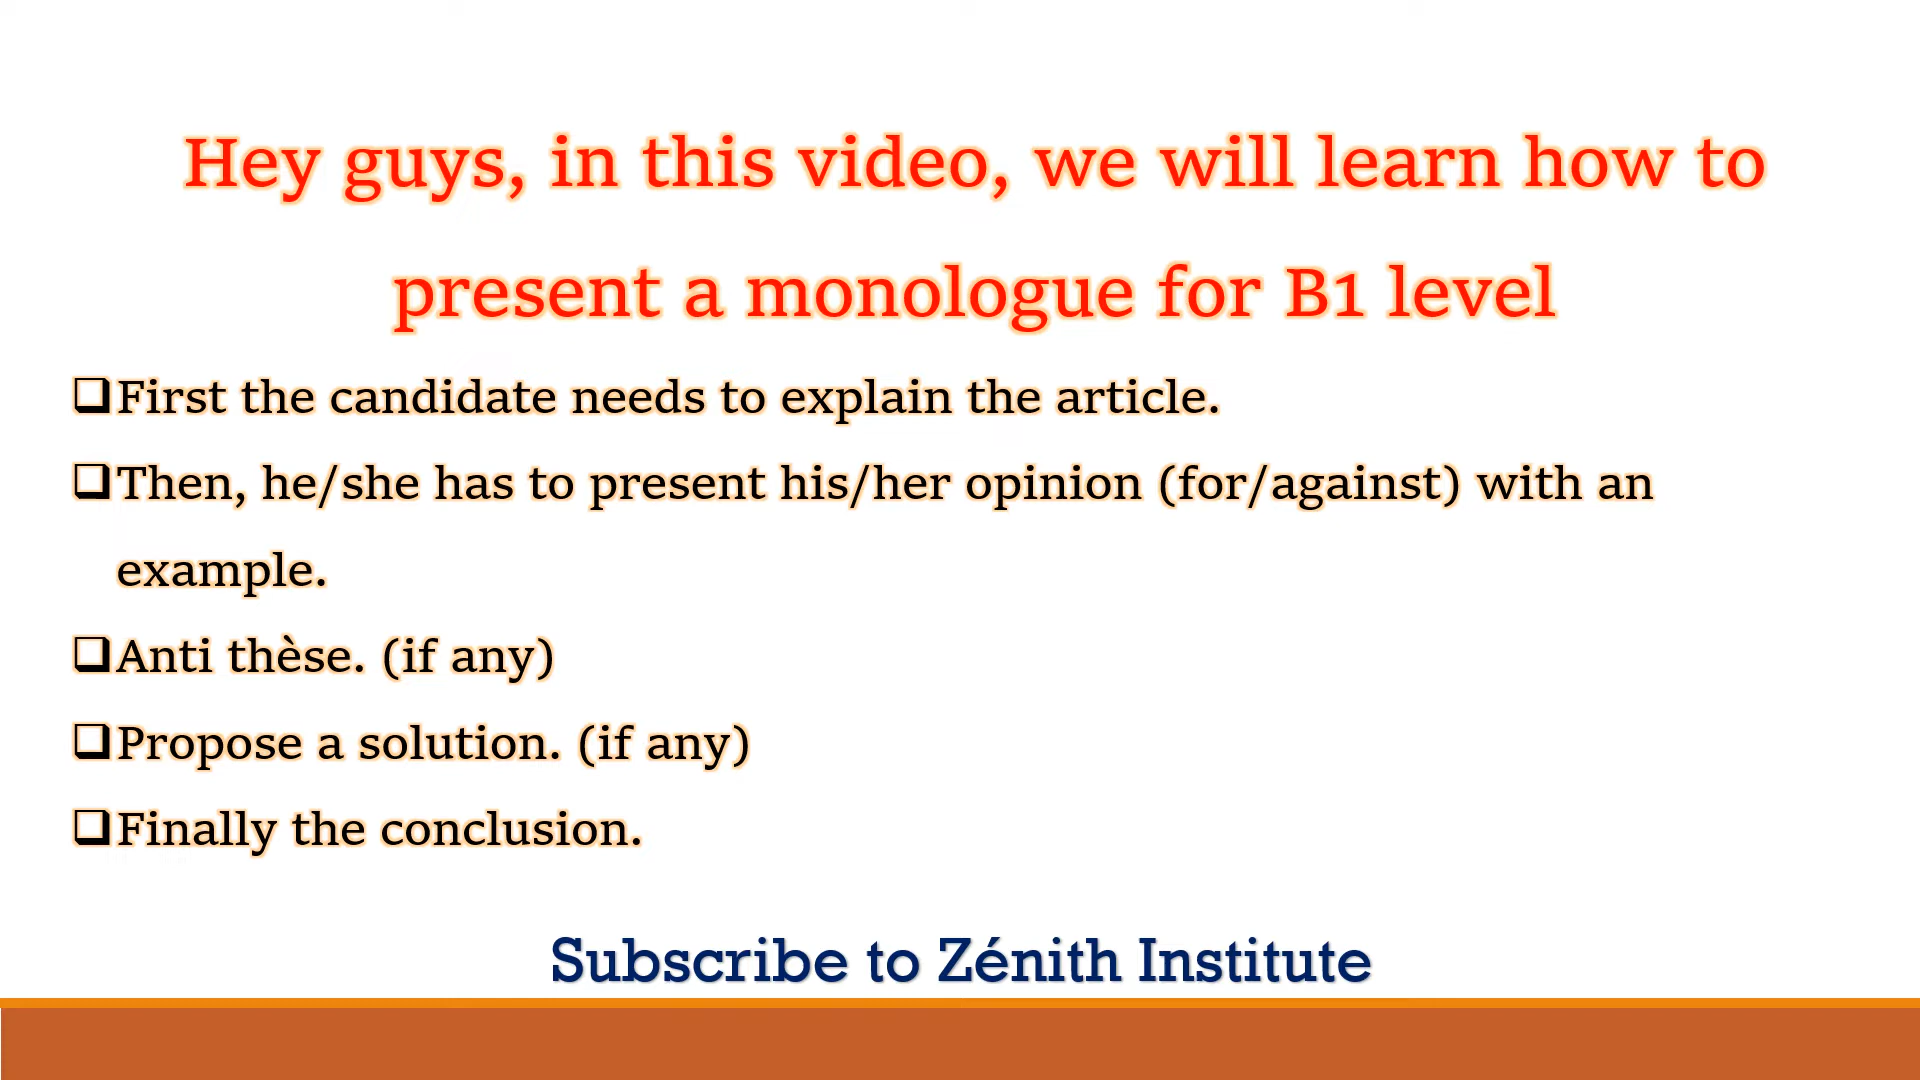 Hey guys, in this video, we will learn how to
present a monologue for B1 level
❑First the candidate needs to explain the article.
❑Then, he/she has to present his/her opinion (for/against) with an
example.
❑Anti thèse. (if any)
❑Propose a solution. (if any)
❑Finally the conclusion.
Subscribe to Zénith Institute